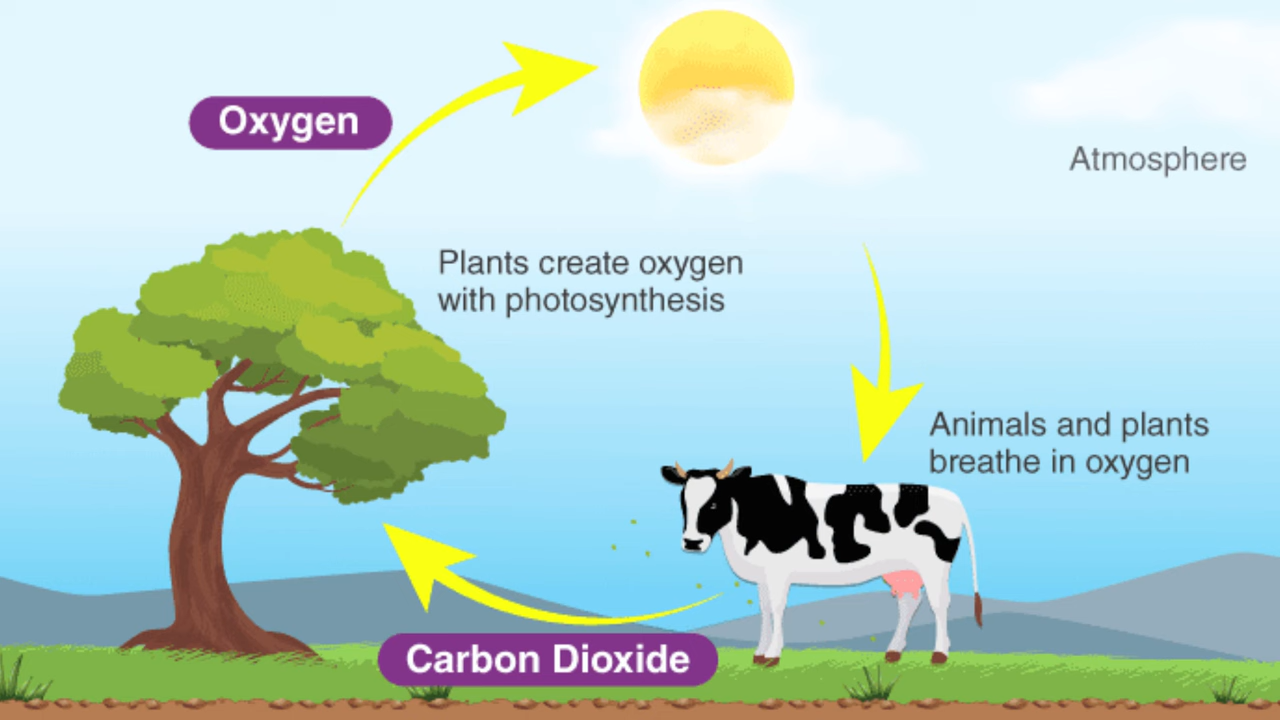 Oxygen
Atmosphere
Plants create oxygen
with photosynthesis
Animals and plants
breathe in oxygen
Carbon Dioxide